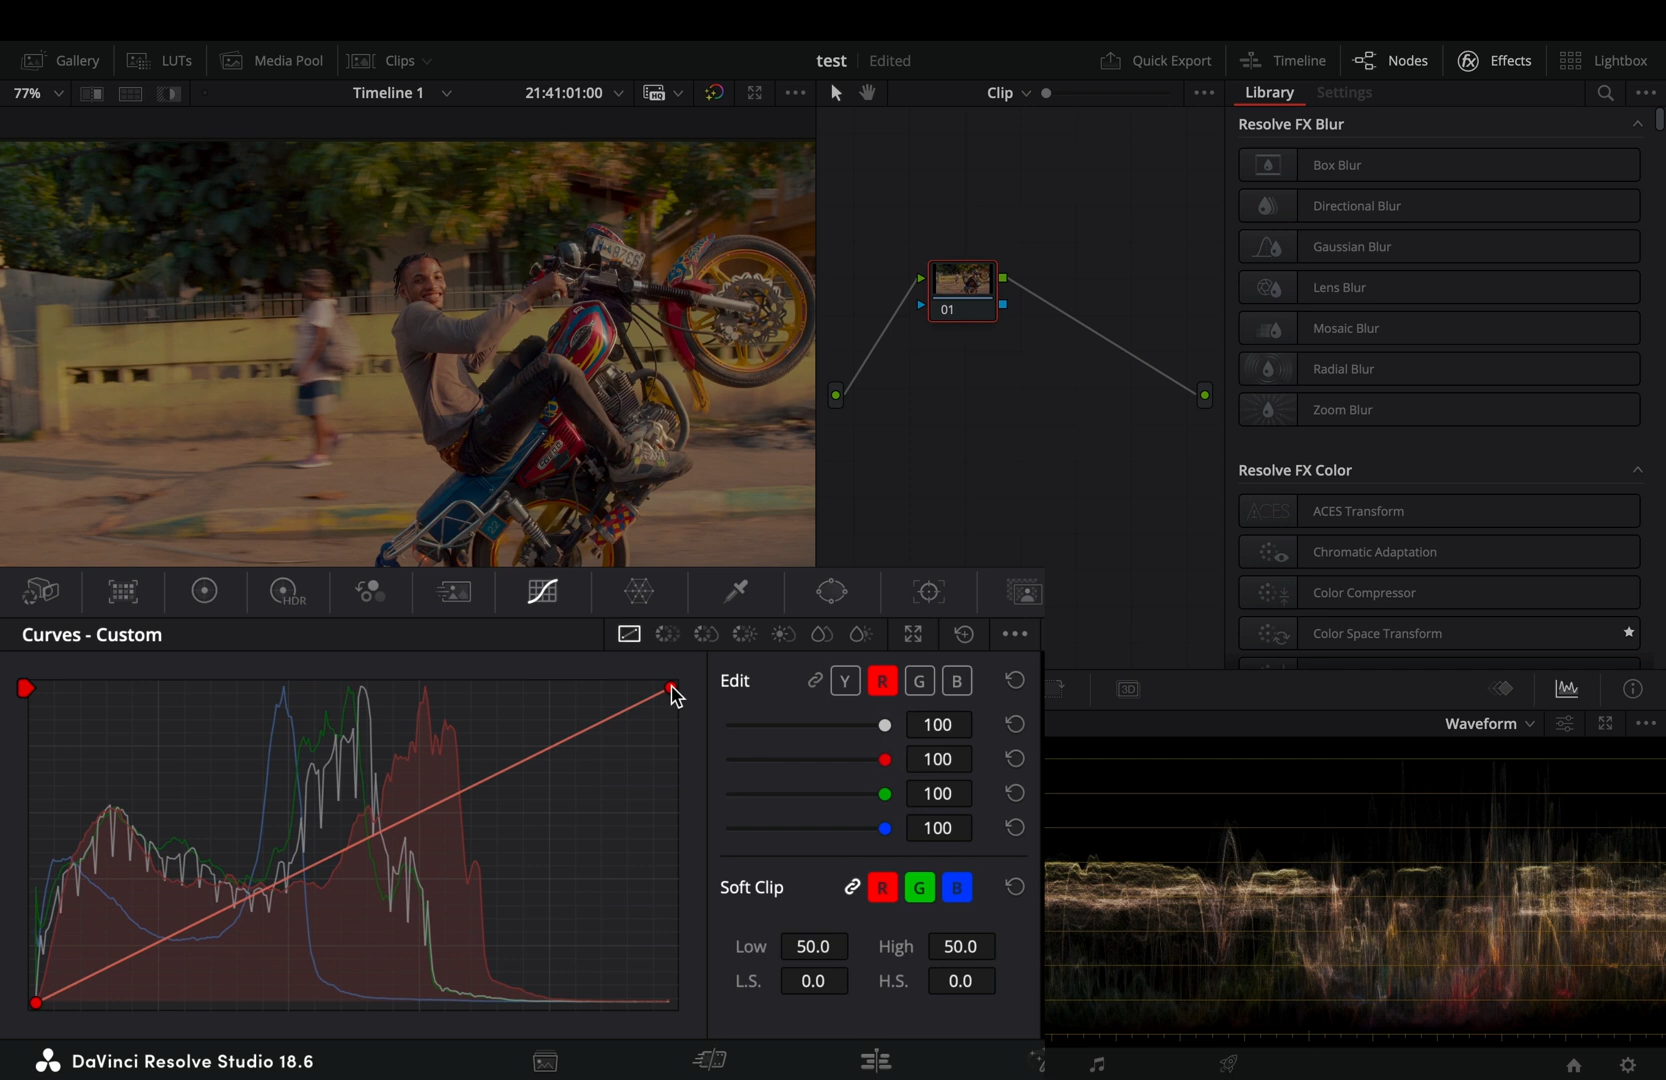 Gallery
LUTs
Media Pool
Clips
test
Edited
Quick Export
Timeline
Nodes
Effects
Lightbox
77%
Timeline 1
21:41:01:00
Clip
Library
Settings
Resolve FX Blur
Box Blur
Directional Blur
Gaussian Blur
Lens Blur
Mosaic Blur
Radial Blur
Zoom Blur
01
Resolve FX Color
ACES ACES Transform
Chromatic Adaptation
Color Compressor
Color Space Transform
HDR
Curves - Custom
Edit
Y R G B
100
100
100
100
Soft Clip
R G B
Low 50.0 High 50.0
L.S. 0.0 H.S. 0.0
3D
Waveform
DaVinci Resolve Studio 18.6